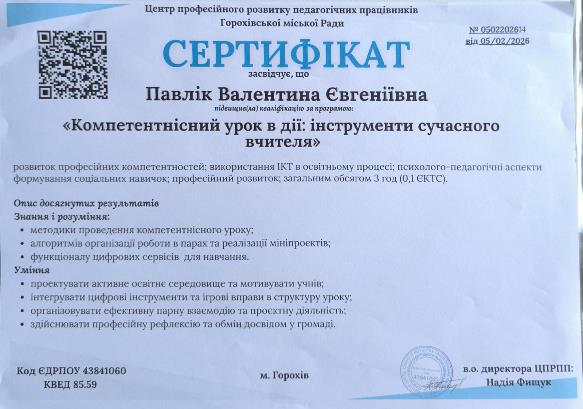 Центр професійного розвитку педагогічних працівників
Горохівської міської Ради
№ 0502202614
від 05/02/2026
СЕРТИФІКАТ
засвідчує, що
Павлік Валентина Євгеніївна
підвищив(ла) кваліфікацію за програмою:
«Компетентнісний урок в дії: інструменти сучасного
вчителя»
розвиток професійних компетентностей; використання ІКТ в освітньому процесі; психолого-педагогічні аспекти
формування соціальних навичок; професійний розвиток; загальним обсягом 3 год (0,1 ЄКТС).
Опис досягнутих результатів
Знання і розуміння:
• методики проведення компетентнісного уроку;
• алгоритмів організації роботи в парах та реалізації мініпроєктів;
• функціоналу цифрових сервісів для навчання.
Уміння
• проектувати активне освітнє середовище та мотивувати учнів;
• інтегрувати цифрові інструменти та ігрові вправи в структуру уроку;
• організовувати ефективну парну взаємодію та проєктну діяльність;
• здійснювати професійну рефлексію та обмін досвідом у громаді.
Код ЄДРПОУ 43841060
КВЕД 85.59
м. Горохів
в.о. директора ЦПРПП:
Надія Фищук